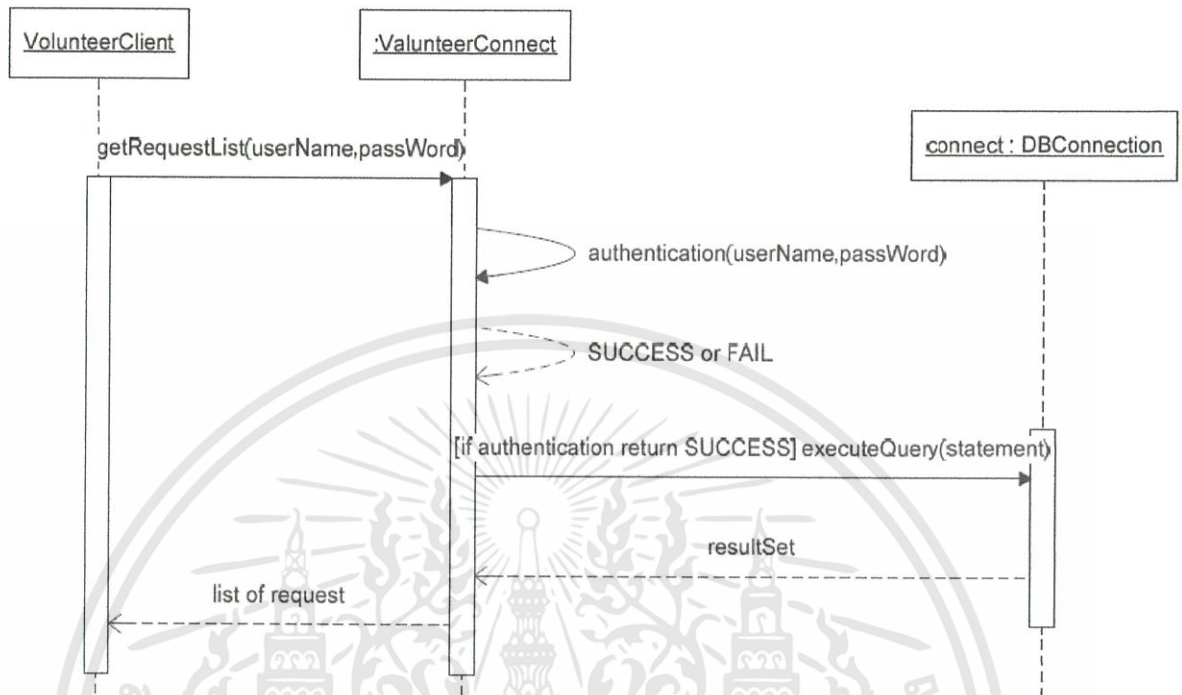 VolunteerClient
:ValunteerConnect
connect : DBConnection
getRequestList(userName,passWord)
authentication(userName,passWord)
SUCCESS or FAIL
[if authentication return SUCCESS] executeQuery(statement)
resultSet
list of request